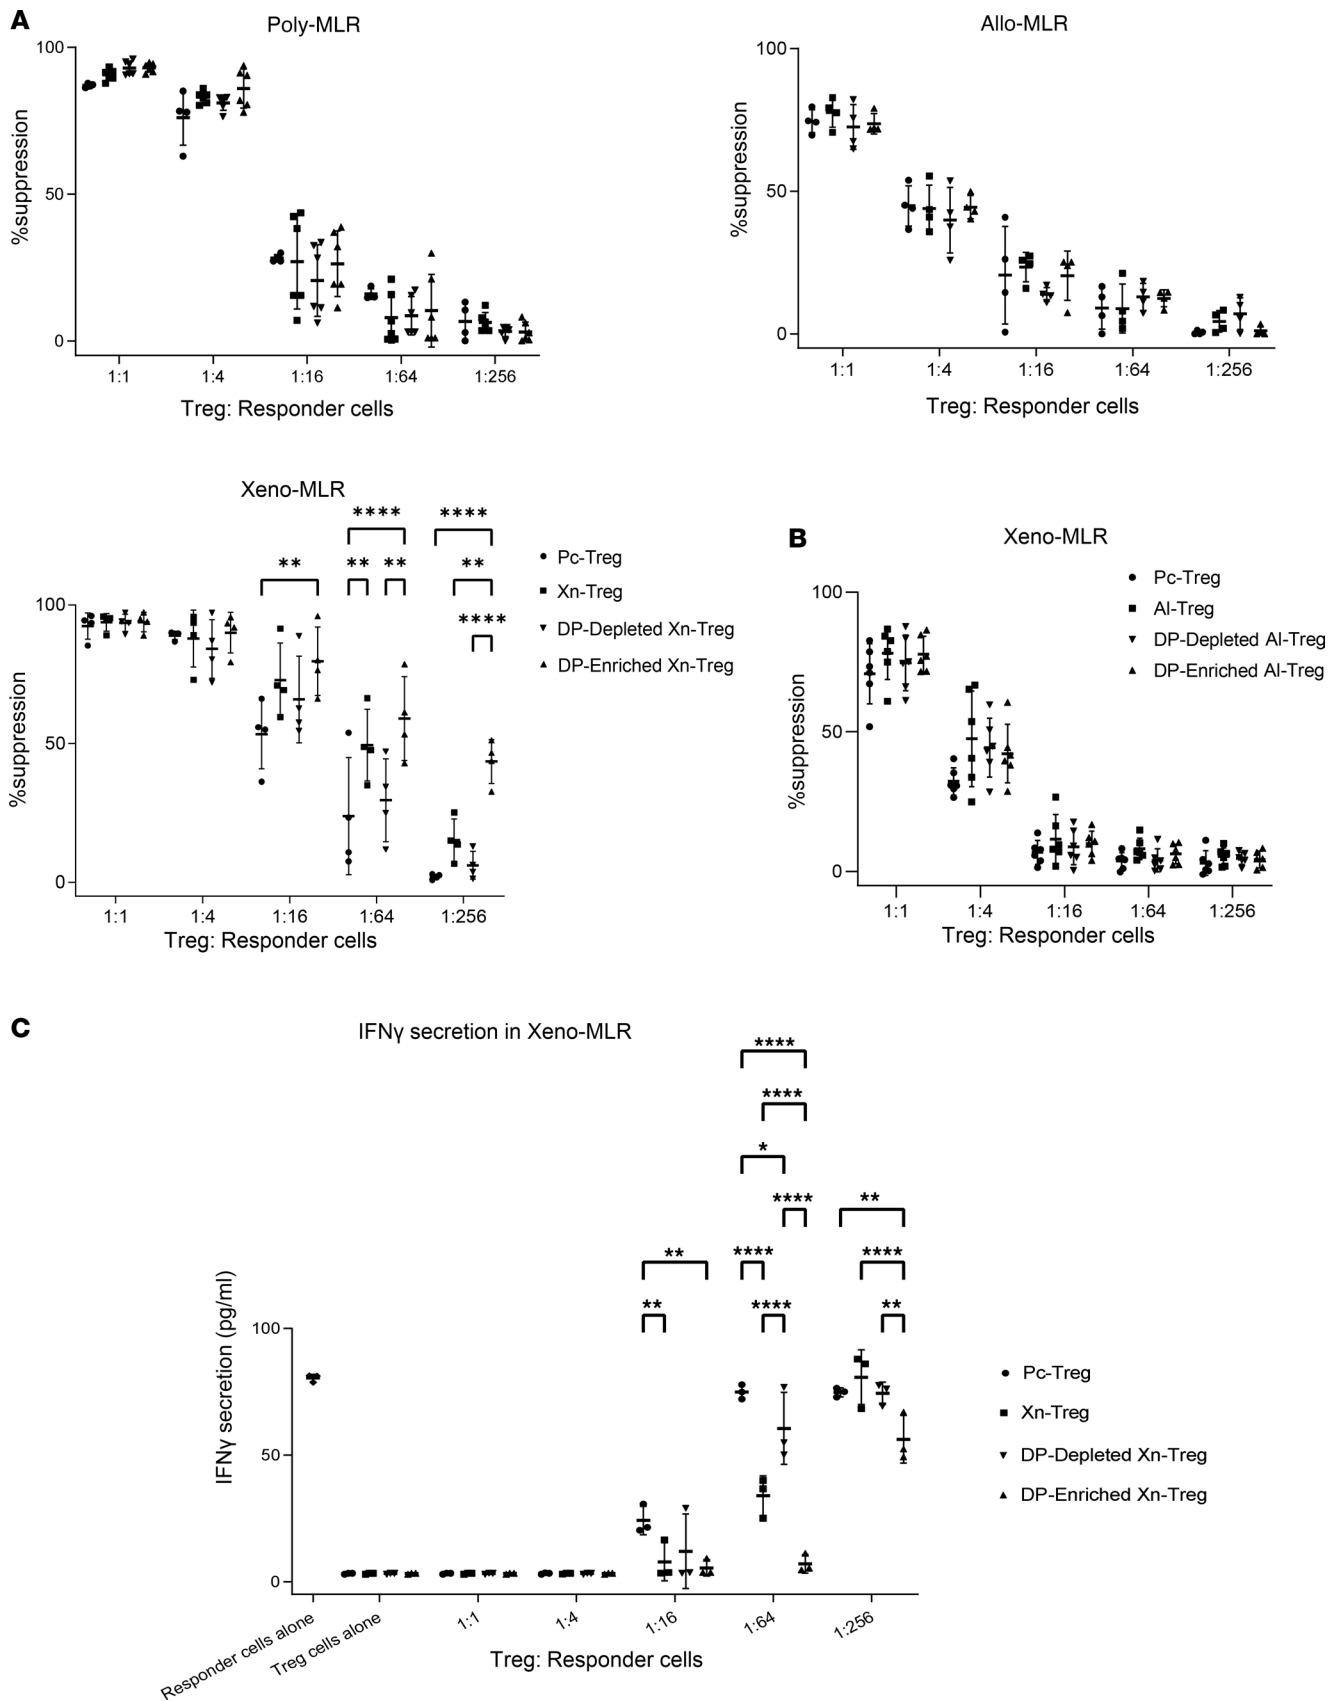 A
Poly-MLR
%suppression
100
50
0
1:1 1:4 1:16 1:64 1:256
Treg: Responder cells
Allo-MLR
%suppression
100
50
0
1:1 1:4 1:16 1:64 1:256
Treg: Responder cells
Xeno-MLR
**** ****
** ** ** **
****
%suppression
100
50
0
1:1 1:4 1:16 1:64 1:256
Treg: Responder cells
Pc-Treg
Xn-Treg
DP-Depleted Xn-Treg
DP-Enriched Xn-Treg
B
Xeno-MLR
Pc-Treg
Al-Treg
DP-Depleted Al-Treg
DP-Enriched Al-Treg
%suppression
100
50
0
1:1 1:4 1:16 1:64 1:256
Treg: Responder cells
C
IFNγ secretion in Xeno-MLR
****
****
*
**** **
** **** ****
** **** **
IFNγ secretion (pg/ml)
100
50
0
Responder cells alone Treg cells alone 1:1 1:4 1:16 1:64 1:256
Treg: Responder cells
Pc-Treg
Xn-Treg
DP-Depleted Xn-Treg
DP-Enriched Xn-Treg